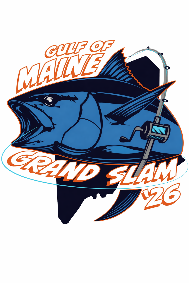 GULF OF
MAINE
GRAND SLAM
'26